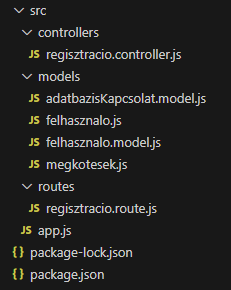 src
controllers
JS regisztracio.controller.js
models
JS adatbazisKapcsolat.model.js
JS felhasznalo.js
JS felhasznalo.model.js
JS megkotesek.js
routes
JS regisztracio.route.js
JS app.js
{} package-lock.json
{} package.json